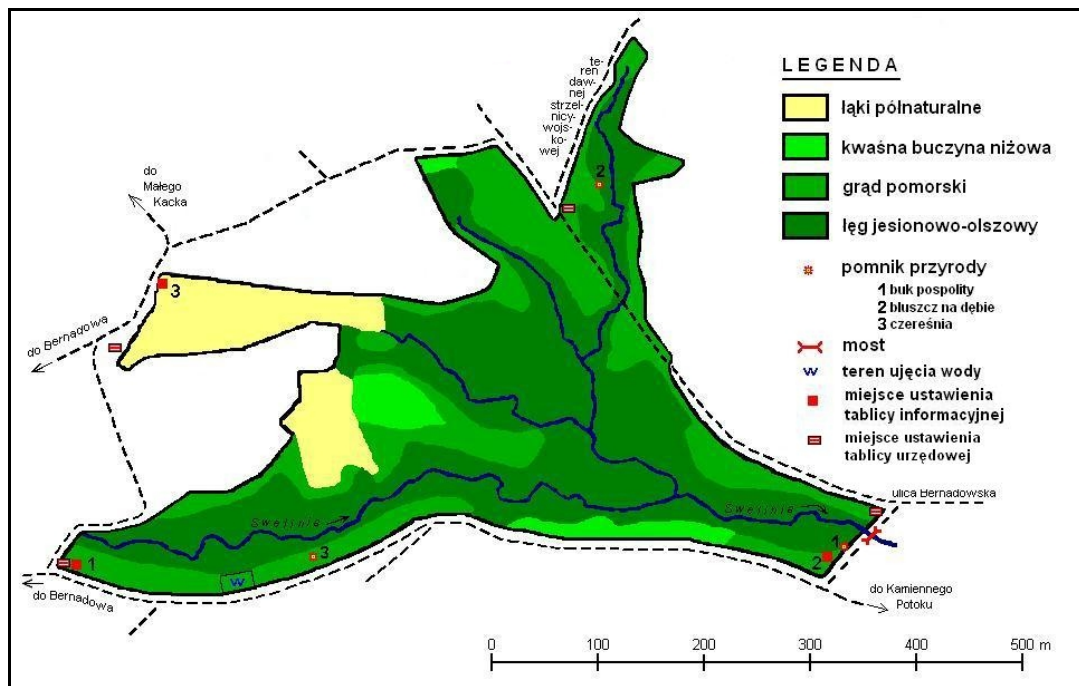 te-
ren
daw-
nej
strzel-
nicy
wojs-
kowej
L E G E N D A
łąki półnaturalne
kwaśna buczyna niżowa
grąd pomorski
łęg jesionowo-olszowy
pomnik przyrody
1 buk pospolity
2 bluszcz na dębie
3 czereśnia
most
w teren ujęcia wody
miejsce ustawienia
tablicy informacyjnej
miejsce ustawienia
tablicy urzędowej
do
Małego
Kacka
2
3
do Bernadowa
ulica Bernadowska
Swelinia
Swelinia
1
3
w
1
2
do Bernadowa
do Kamiennego
Potoku
0 100 200 300 400 500 m